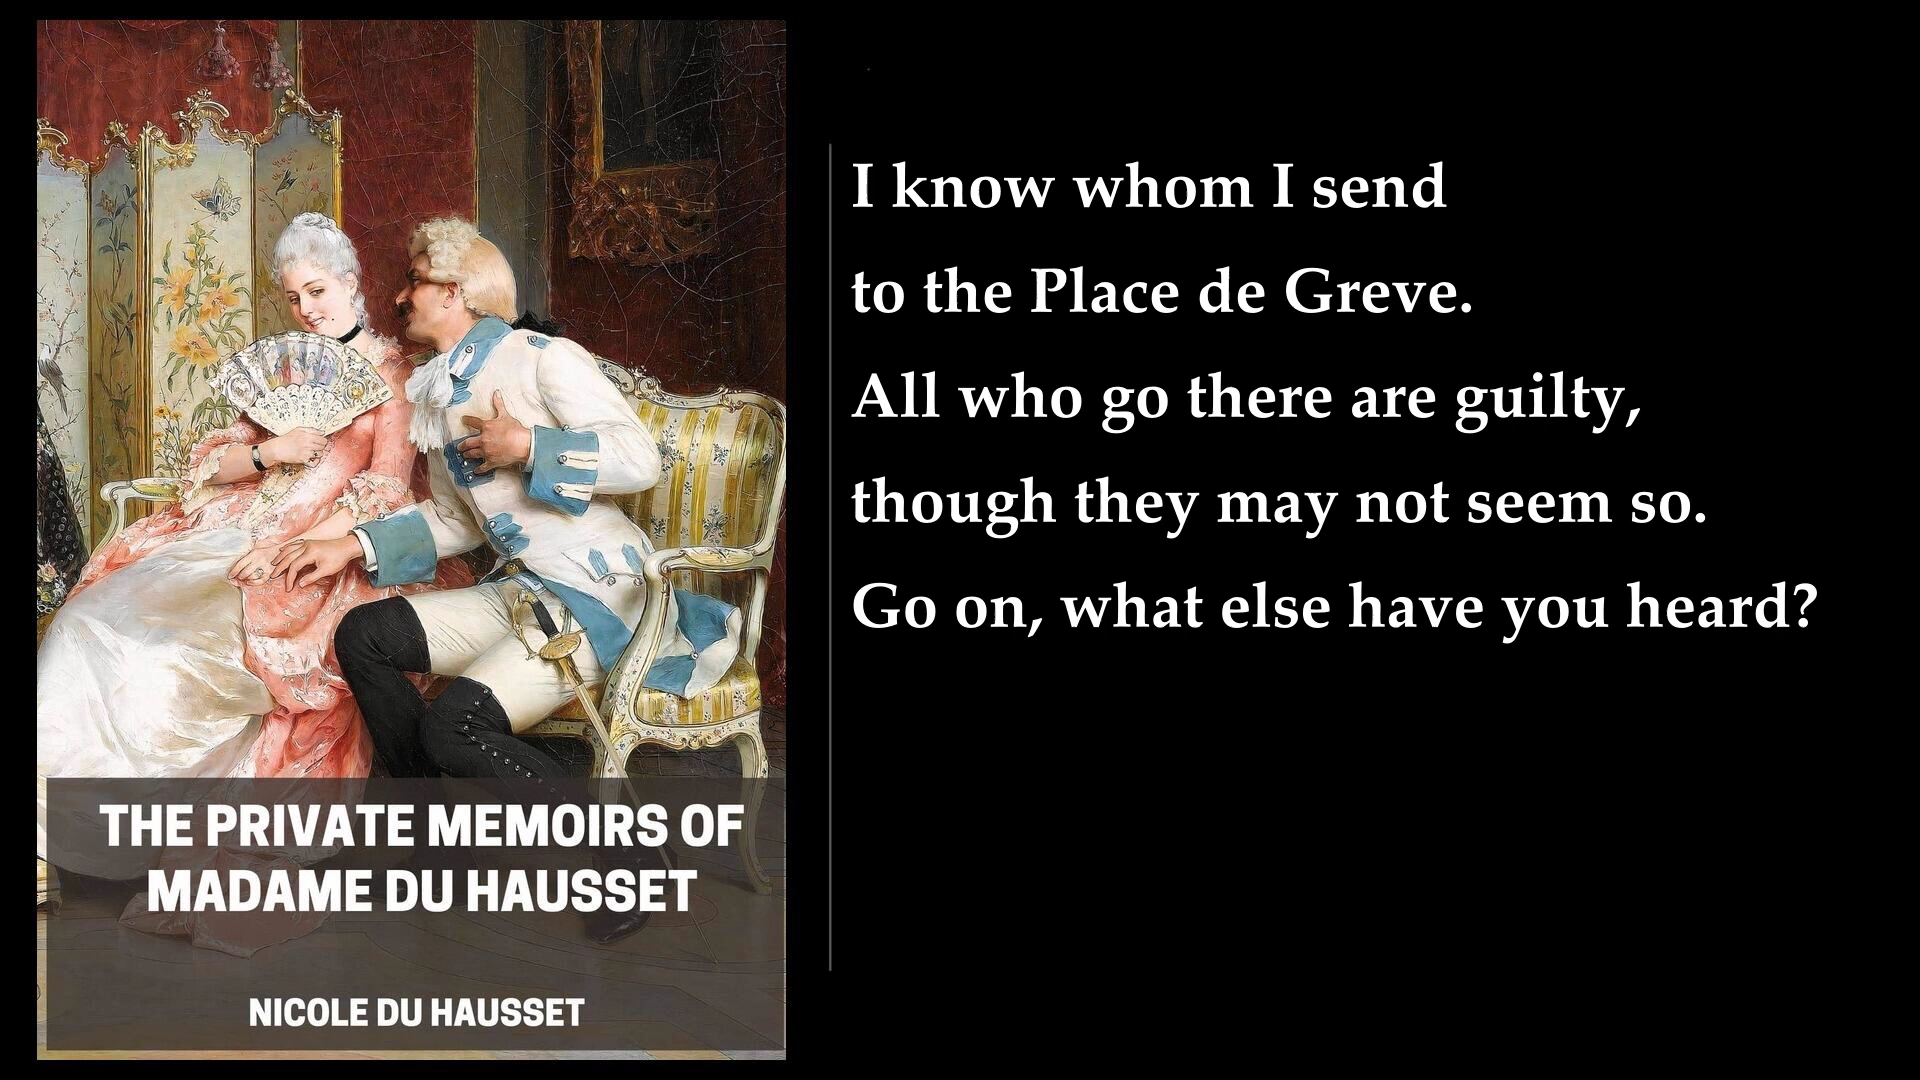 THE PRIVATE MEMOIRS OF
MADAME DU HAUSSET
NICOLE DU HAUSSET
I know whom I send
to the Place de Greve.
All who go there are guilty,
though they may not seem so.
Go on, what else have you heard?